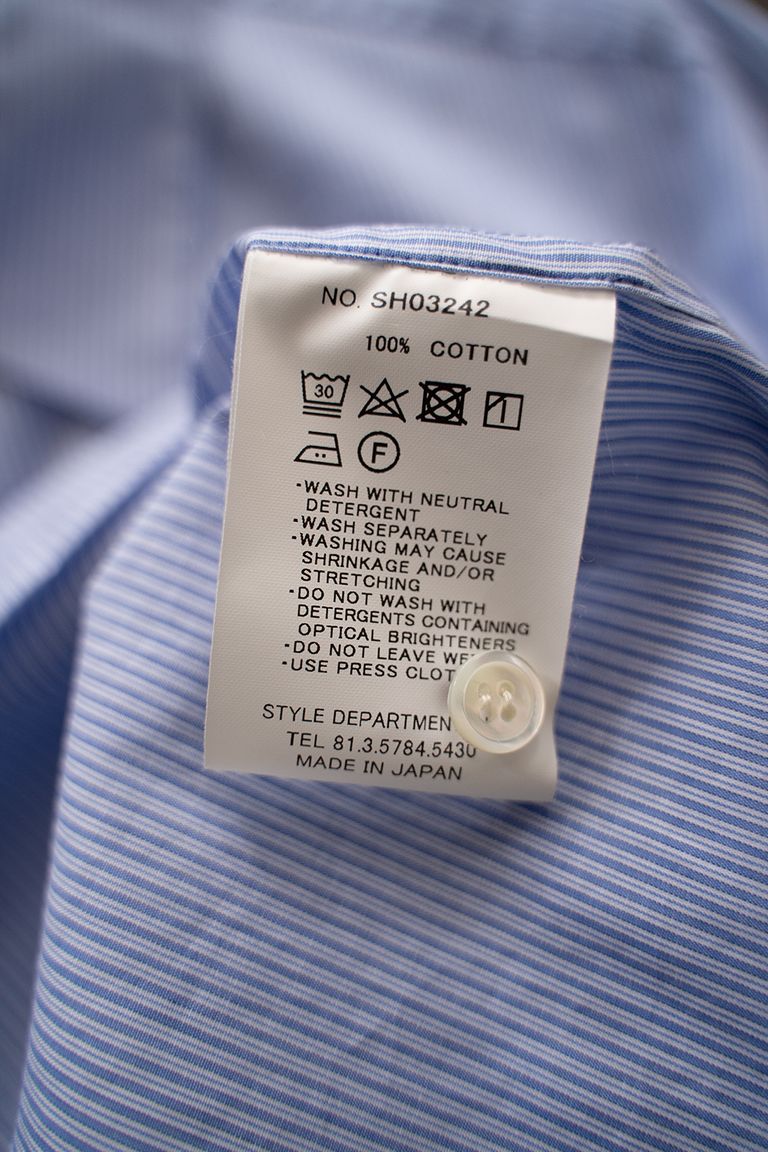 NO. SH03242
100% COTTON
30
1
F
·WASH WITH NEUTRAL
DETERGENT
·WASH SEPARATELY
·WASHING MAY CAUSE
SHRINKAGE AND/OR
STRETCHING
·DO NOT WASH WITH
DETERGENTS CONTAINING
OPTICAL BRIGHTENERS
·DO NOT LEAVE
·USE PRESS
STYLE
TEL 81.3.5784.5430
MADE IN JAPAN